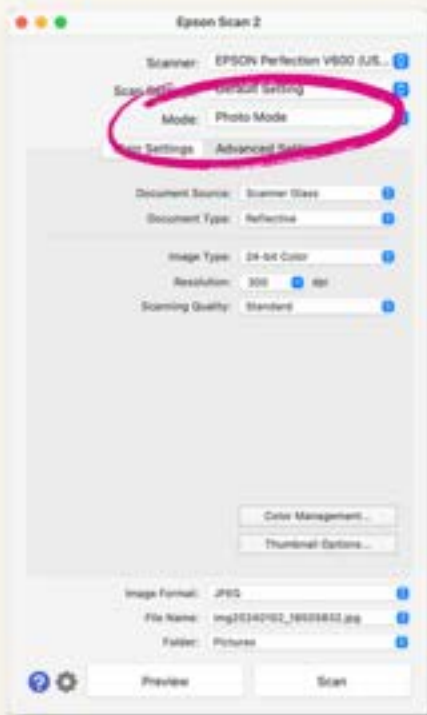 Epson Scan 2
Scanner: EPSON Perfection V600 (US...
Scan Default Setting
Mode: Photo Mode
Settings Advanced
Document Source: Scanner Glass
Document Type: Reflective
Image Type: 24-bit Color
Resolution: 300 dpi
Scanning Quality: Standard
Color Management...
Thumbnail Options...
Image Format: JPEG
File Name:
Folder: Pictures
? Preview Scan